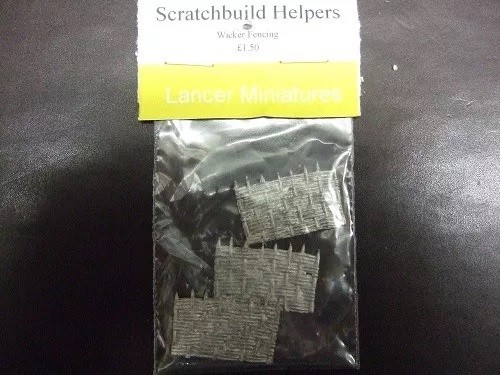 Scratchbuild Helpers
Wicker Fencing
£1.50
Lancer Miniatures